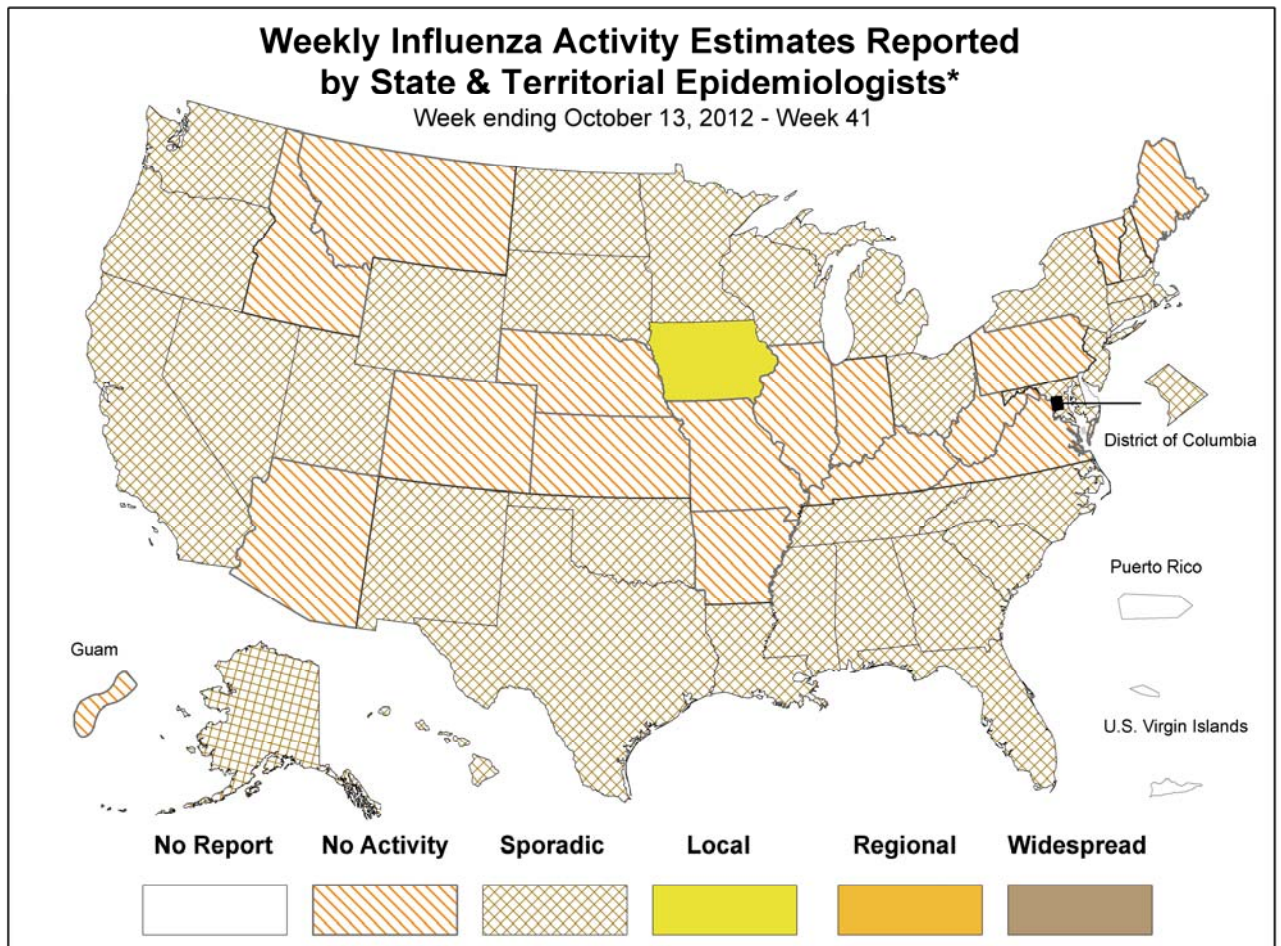 Weekly Influenza Activity Estimates Reported
by State & Territorial Epidemiologists*
Week ending October 13, 2012 - Week 41
District of Columbia
Puerto Rico
Guam
U.S. Virgin Islands
No Report No Activity Sporadic Local Regional Widespread